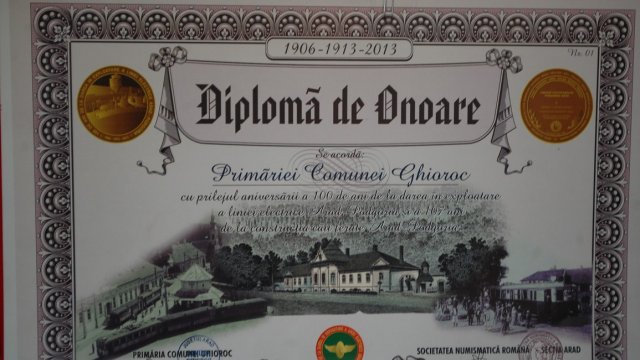 1906-1913-2013
No. 01
Diplomă de Onoare
Se acordă:
Primăriei Comunei Ghioroc
cu prilejul aniversării a 100 de ani de la darea în exploatare
a liniei electrice Arad - Podgoria și a 107 ani
de la construcția căii ferate Arad - Podgoria
PRIMĂRIA COMUNEI GHIOROC
SOCIETATEA NUMISMATICĂ ROMÂNĂ - SECȚIA ARAD